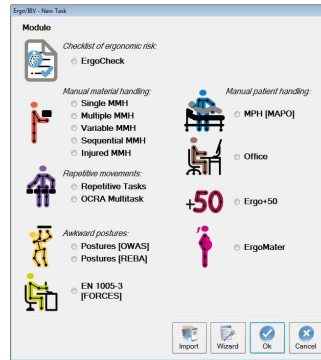 Ergo/IBV - New Task
Module
Checklist of ergonomic risk:
ErgoCheck
Manual material handling:
Single MMH
Multiple MMH
Variable MMH
Sequential MMH
Injured MMH
Repetitive movements:
Repetitive Tasks
OCRA Multitask
Awkward postures:
Postures [OWAS]
Postures [REBA]
EN 1005-3
[FORCES]
Manual patient handling:
MPH [MAPO]
Office
+50
Ergo+50
ErgoMater
Import
Wizard
Ok
Cancel